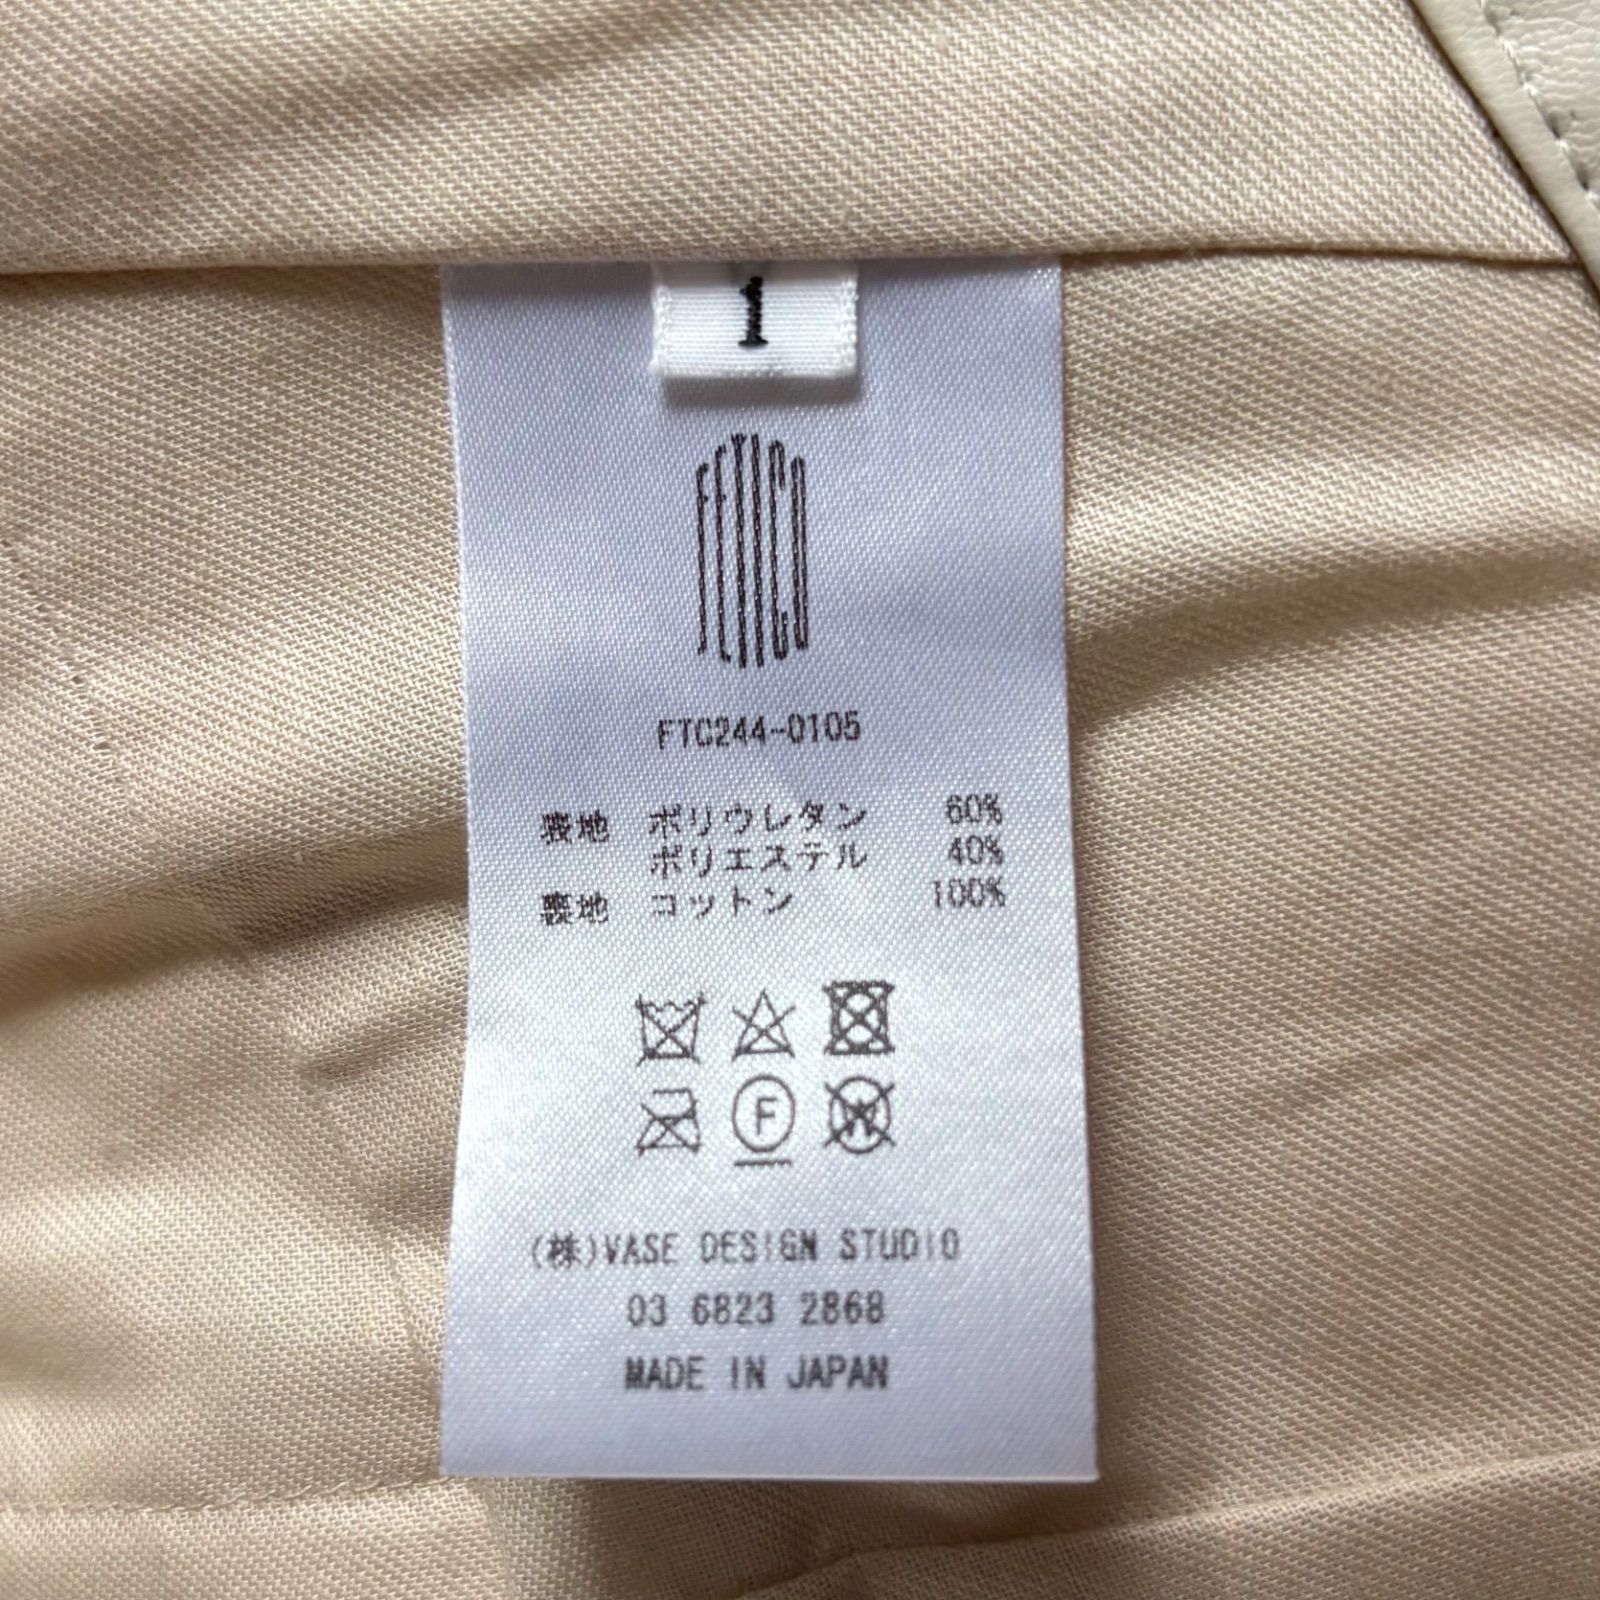 1
FETICO
FTC244-0105
表地 ポリウレタン 60%
ポリエステル 40%
裏地 コットン 100%
F
W
(株)VASE DESIGN STUDIO
03 6823 2868
MADE IN JAPAN